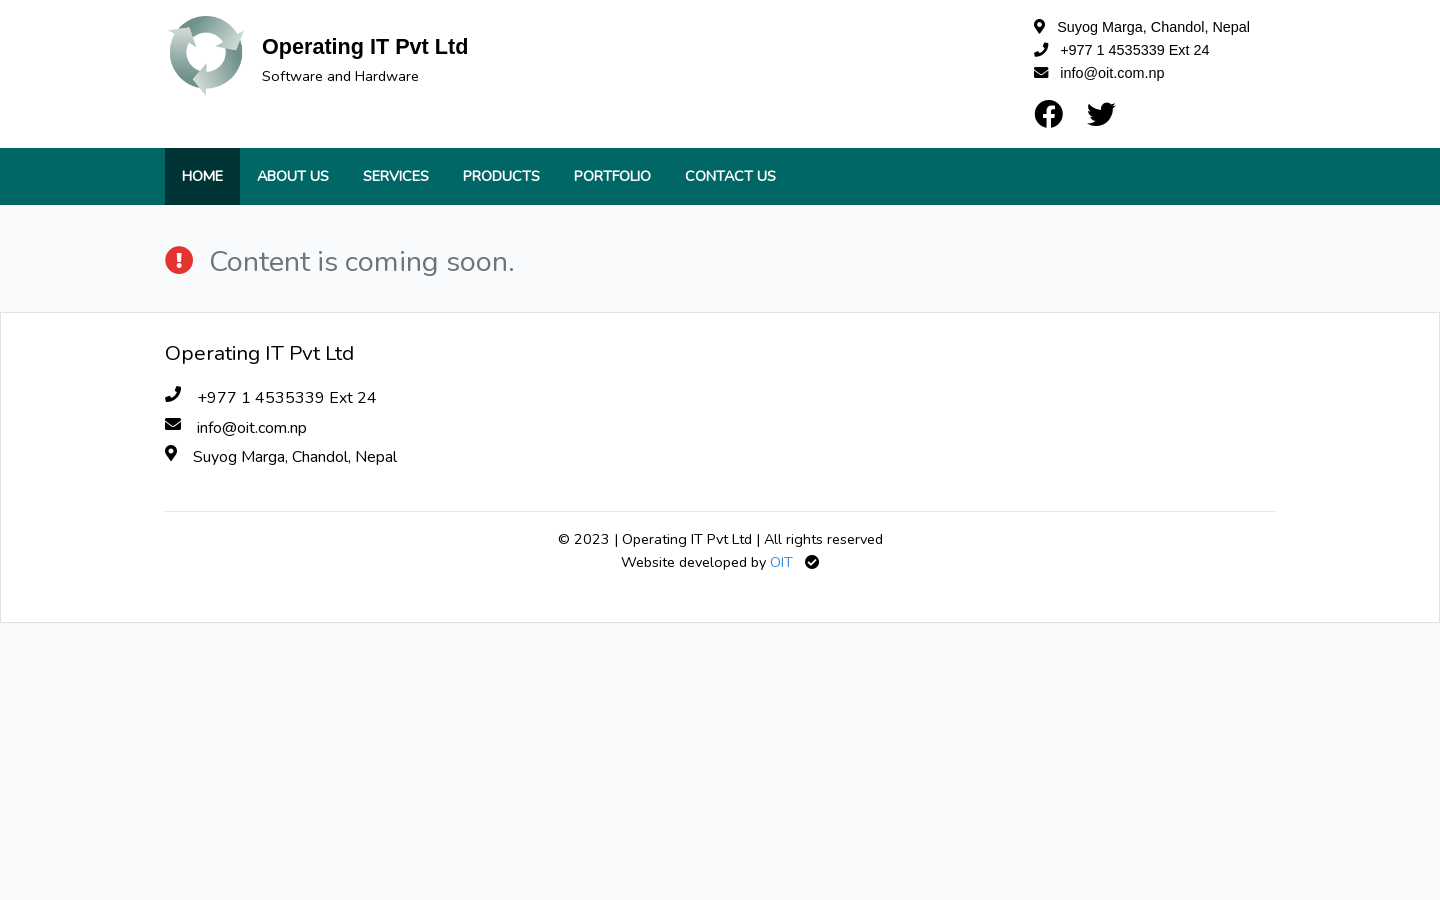 Operating IT Pvt Ltd
Software and Hardware
Suyog Marga, Chandol, Nepal
+977 1 4535339 Ext 24
info@oit.com.np
HOME ABOUT US SERVICES PRODUCTS PORTFOLIO CONTACT US
Content is coming soon.
Operating IT Pvt Ltd
+977 1 4535339 Ext 24
info@oit.com.np
Suyog Marga, Chandol, Nepal
© 2023 | Operating IT Pvt Ltd | All rights reserved
Website developed by OIT